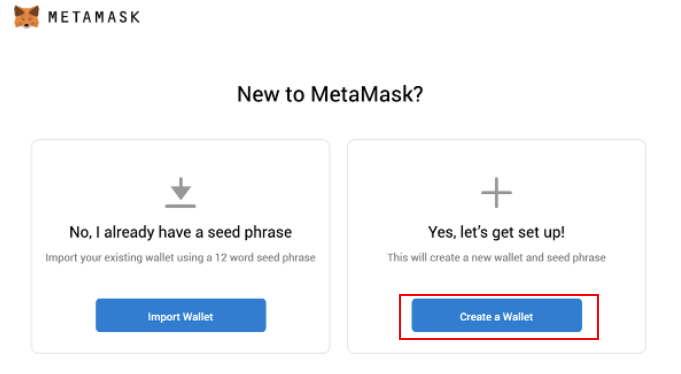 METAMASK
New to MetaMask?
No, I already have a seed phrase
Import your existing wallet using a 12 word seed phrase
Import Wallet
Yes, let's get set up!
This will create a new wallet and seed phrase
Create a Wallet